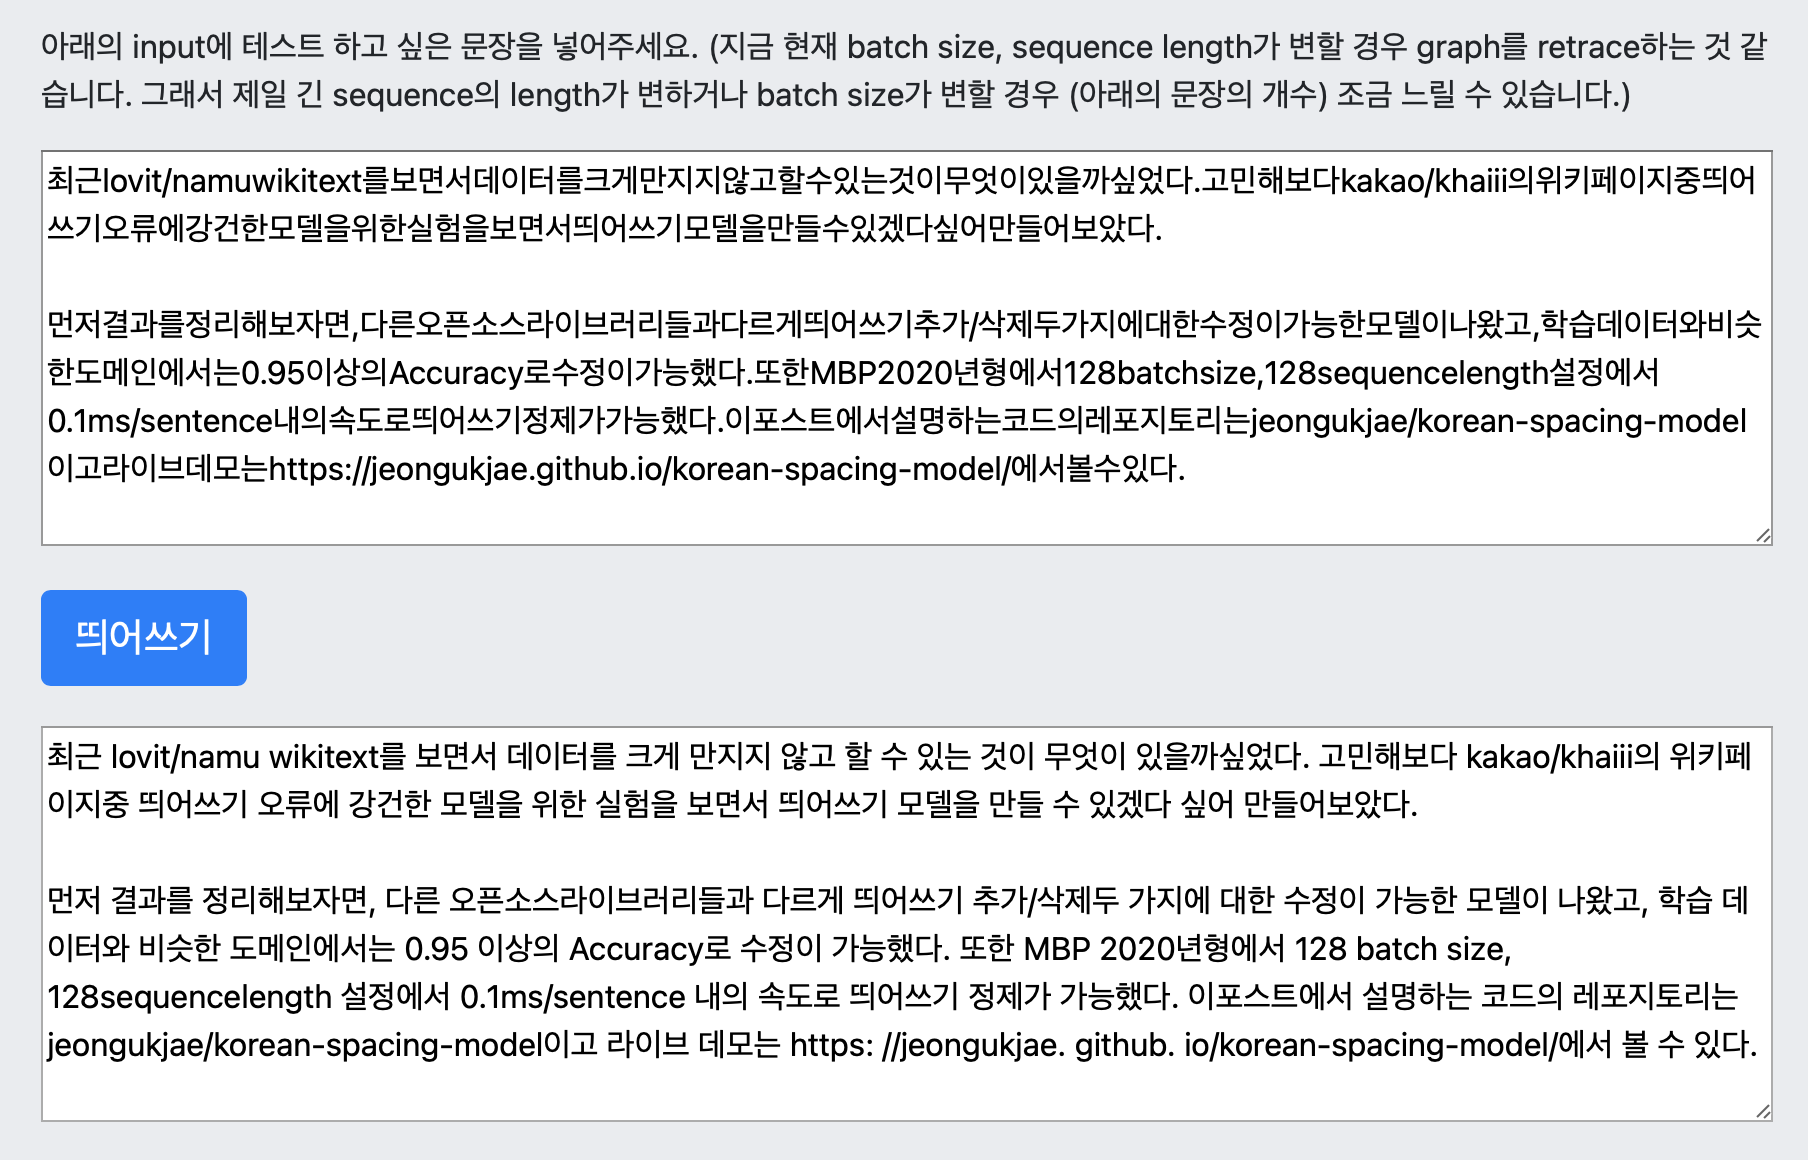 아래의 input에 테스트 하고 싶은 문장을 넣어주세요. (지금 현재 batch size, sequence length가 변할 경우 graph를 retrace하는 것 같
습니다. 그래서 제일 긴 sequence의 length가 변하거나 batch size가 변할 경우 (아래의 문장의 개수) 조금 느릴 수 있습니다.)
최근lovit/namuwikitext를보면서데이터를크게만지지않고할수있는것이무엇이있을까싶었다.고민해보다kakao/khaiii의위키페이지중띄어
쓰기오류에강건한모델을위한실험을보면서띄어쓰기모델을만들수있겠다싶어만들어보았다.
먼저결과를정리해보자면,다른오픈소스라이브러리들과다르게띄어쓰기추가/삭제두가지에대한수정이가능한모델이나왔고,학습데이터와비슷
한도메인에서는0.95이상의Accuracy로수정이가능했다.또한MBP2020년형에서128batchsize,128sequencelength설정에서
0.1ms/sentence내의속도로띄어쓰기정제가가능했다.이포스트에서설명하는코드의레포지토리는jeongukjae/korean-spacing-model
이고라이브데모는https://jeongukjae.github.io/korean-spacing-model/에서볼수있다.
띄어쓰기
최근 lovit/namu wikitext를 보면서 데이터를 크게 만지지 않고 할 수 있는 것이 무엇이 있을까싶었다. 고민해보다 kakao/khaiii의 위키페
이지중 띄어쓰기 오류에 강건한 모델을 위한 실험을 보면서 띄어쓰기 모델을 만들 수 있겠다 싶어 만들어보았다.
먼저 결과를 정리해보자면, 다른 오픈소스라이브러리들과 다르게 띄어쓰기 추가/삭제두 가지에 대한 수정이 가능한 모델이 나왔고, 학습 데
이터와 비슷한 도메인에서는 0.95 이상의 Accuracy로 수정이 가능했다. 또한 MBP 2020년형에서 128 batch size,
128sequencelength 설정에서 0.1ms/sentence 내의 속도로 띄어쓰기 정제가 가능했다. 이포스트에서 설명하는 코드의 레포지토리는
jeongukjae/korean-spacing-model이고 라이브 데모는 https: //jeongukjae. github. io/korean-spacing-model/에서 볼 수 있다.